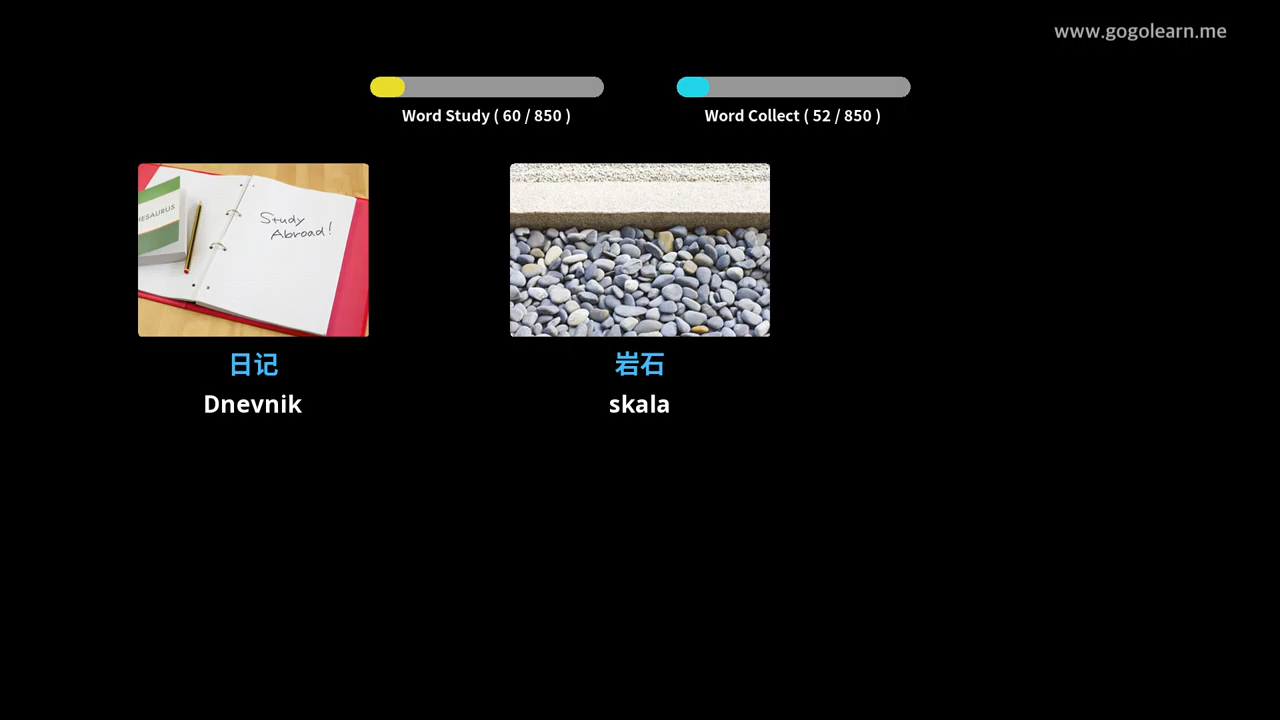 www.gogolearn.me
Word Study ( 60 / 850 )
Word Collect ( 52 / 850 )
HESAURUS
Study
Abroad!
日记
岩石
Dnevnik
skala